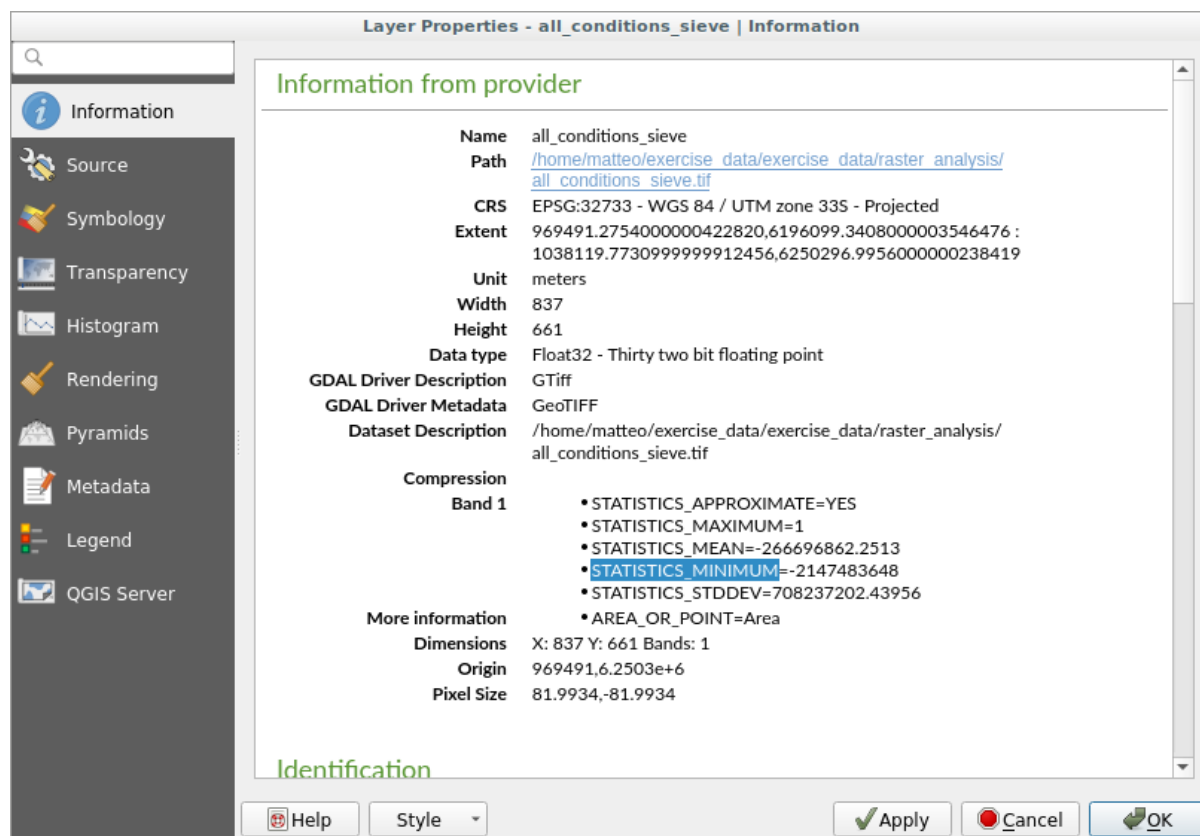 Layer Properties - all_conditions_sieve | Information
Information
Source
Symbology
Transparency
Histogram
Rendering
Pyramids
Metadata
Legend
QGIS Server
Information from provider
Name all_conditions_sieve
Path /home/matteo/exercise_data/exercise_data/raster_analysis/
all_conditions_sieve.tif
CRS EPSG:32733 - WGS 84 / UTM zone 33S - Projected
Extent 969491.2754000000422820,6196099.3408000003546476 :
1038119.7730999999912456,6250296.9956000000238419
Unit meters
Width 837
Height 661
Data type Float32 - Thirty two bit floating point
GDAL Driver Description GTiff
GDAL Driver Metadata GeoTIFF
Dataset Description /home/matteo/exercise_data/exercise_data/raster_analysis/
all_conditions_sieve.tif
Compression
Band 1 • STATISTICS_APPROXIMATE=YES
• STATISTICS_MAXIMUM=1
• STATISTICS_MEAN=-266696862.2513
• STATISTICS_MINIMUM=-2147483648
• STATISTICS_STDDEV=708237202.43956
More information • AREA_OR_POINT=Area
Dimensions X: 837 Y: 661 Bands: 1
Origin 969491,6.2503e+6
Pixel Size 81.9934,-81.9934
Identification
Help Style Apply Cancel OK